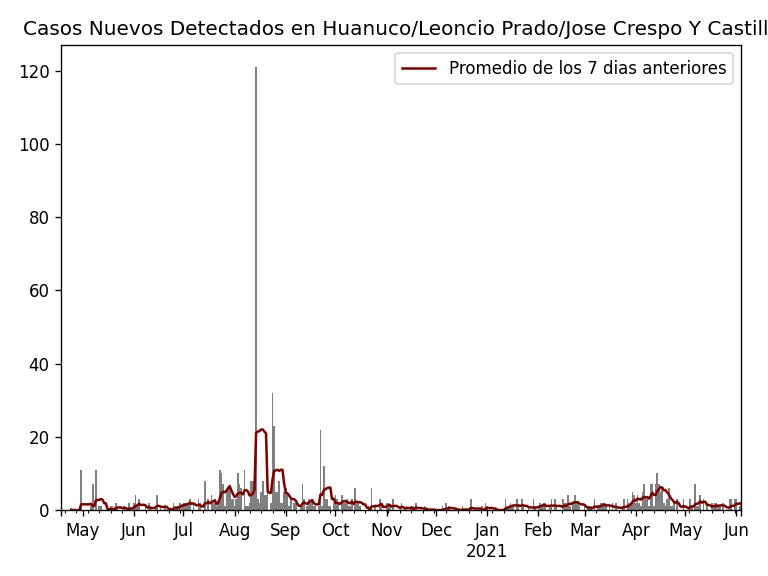 Casos Nuevos Detectados en Huanuco/Leoncio Prado/Jose Crespo Y Castill
Promedio de los 7 dias anteriores
120
100
80
60
40
20
0
May Jun Jul Aug Sep Oct Nov Dec Jan Feb Mar Apr May Jun
2021